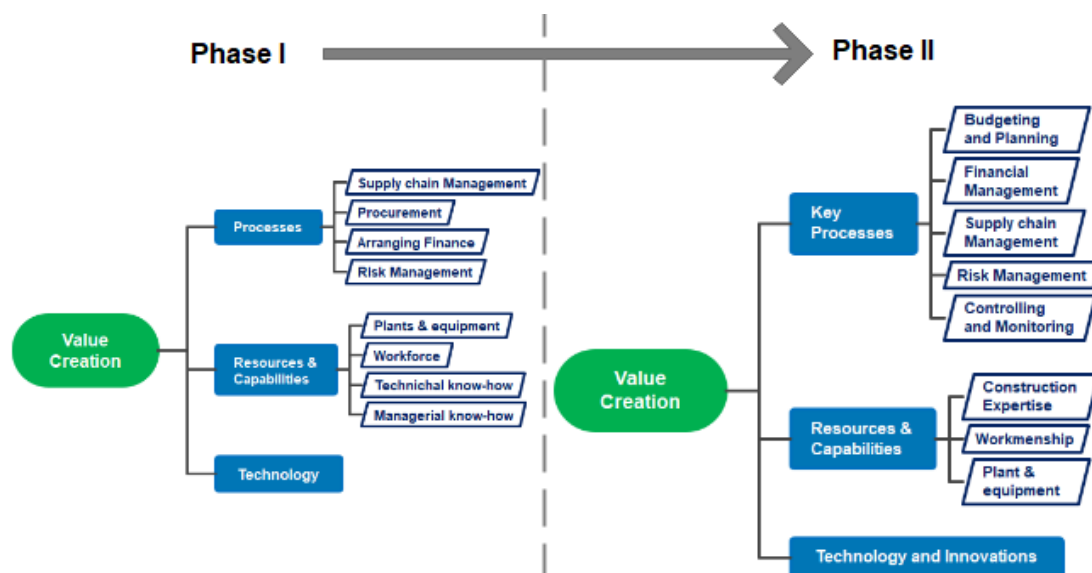 Phase I
Phase II
Value
Creation
Processes
Supply chain Management
Procurement
Arranging Finance
Risk Management
Resources &
Capabilities
Plants & equipment
Workforce
Technichal know-how
Managerial know-how
Technology
Value
Creation
Key
Processes
Budgeting
and Planning
Financial
Management
Supply chain
Management
Risk Management
Controlling
and Monitoring
Resources &
Capabilities
Construction
Expertise
Workmenship
Plant &
equipment
Technology and Innovations